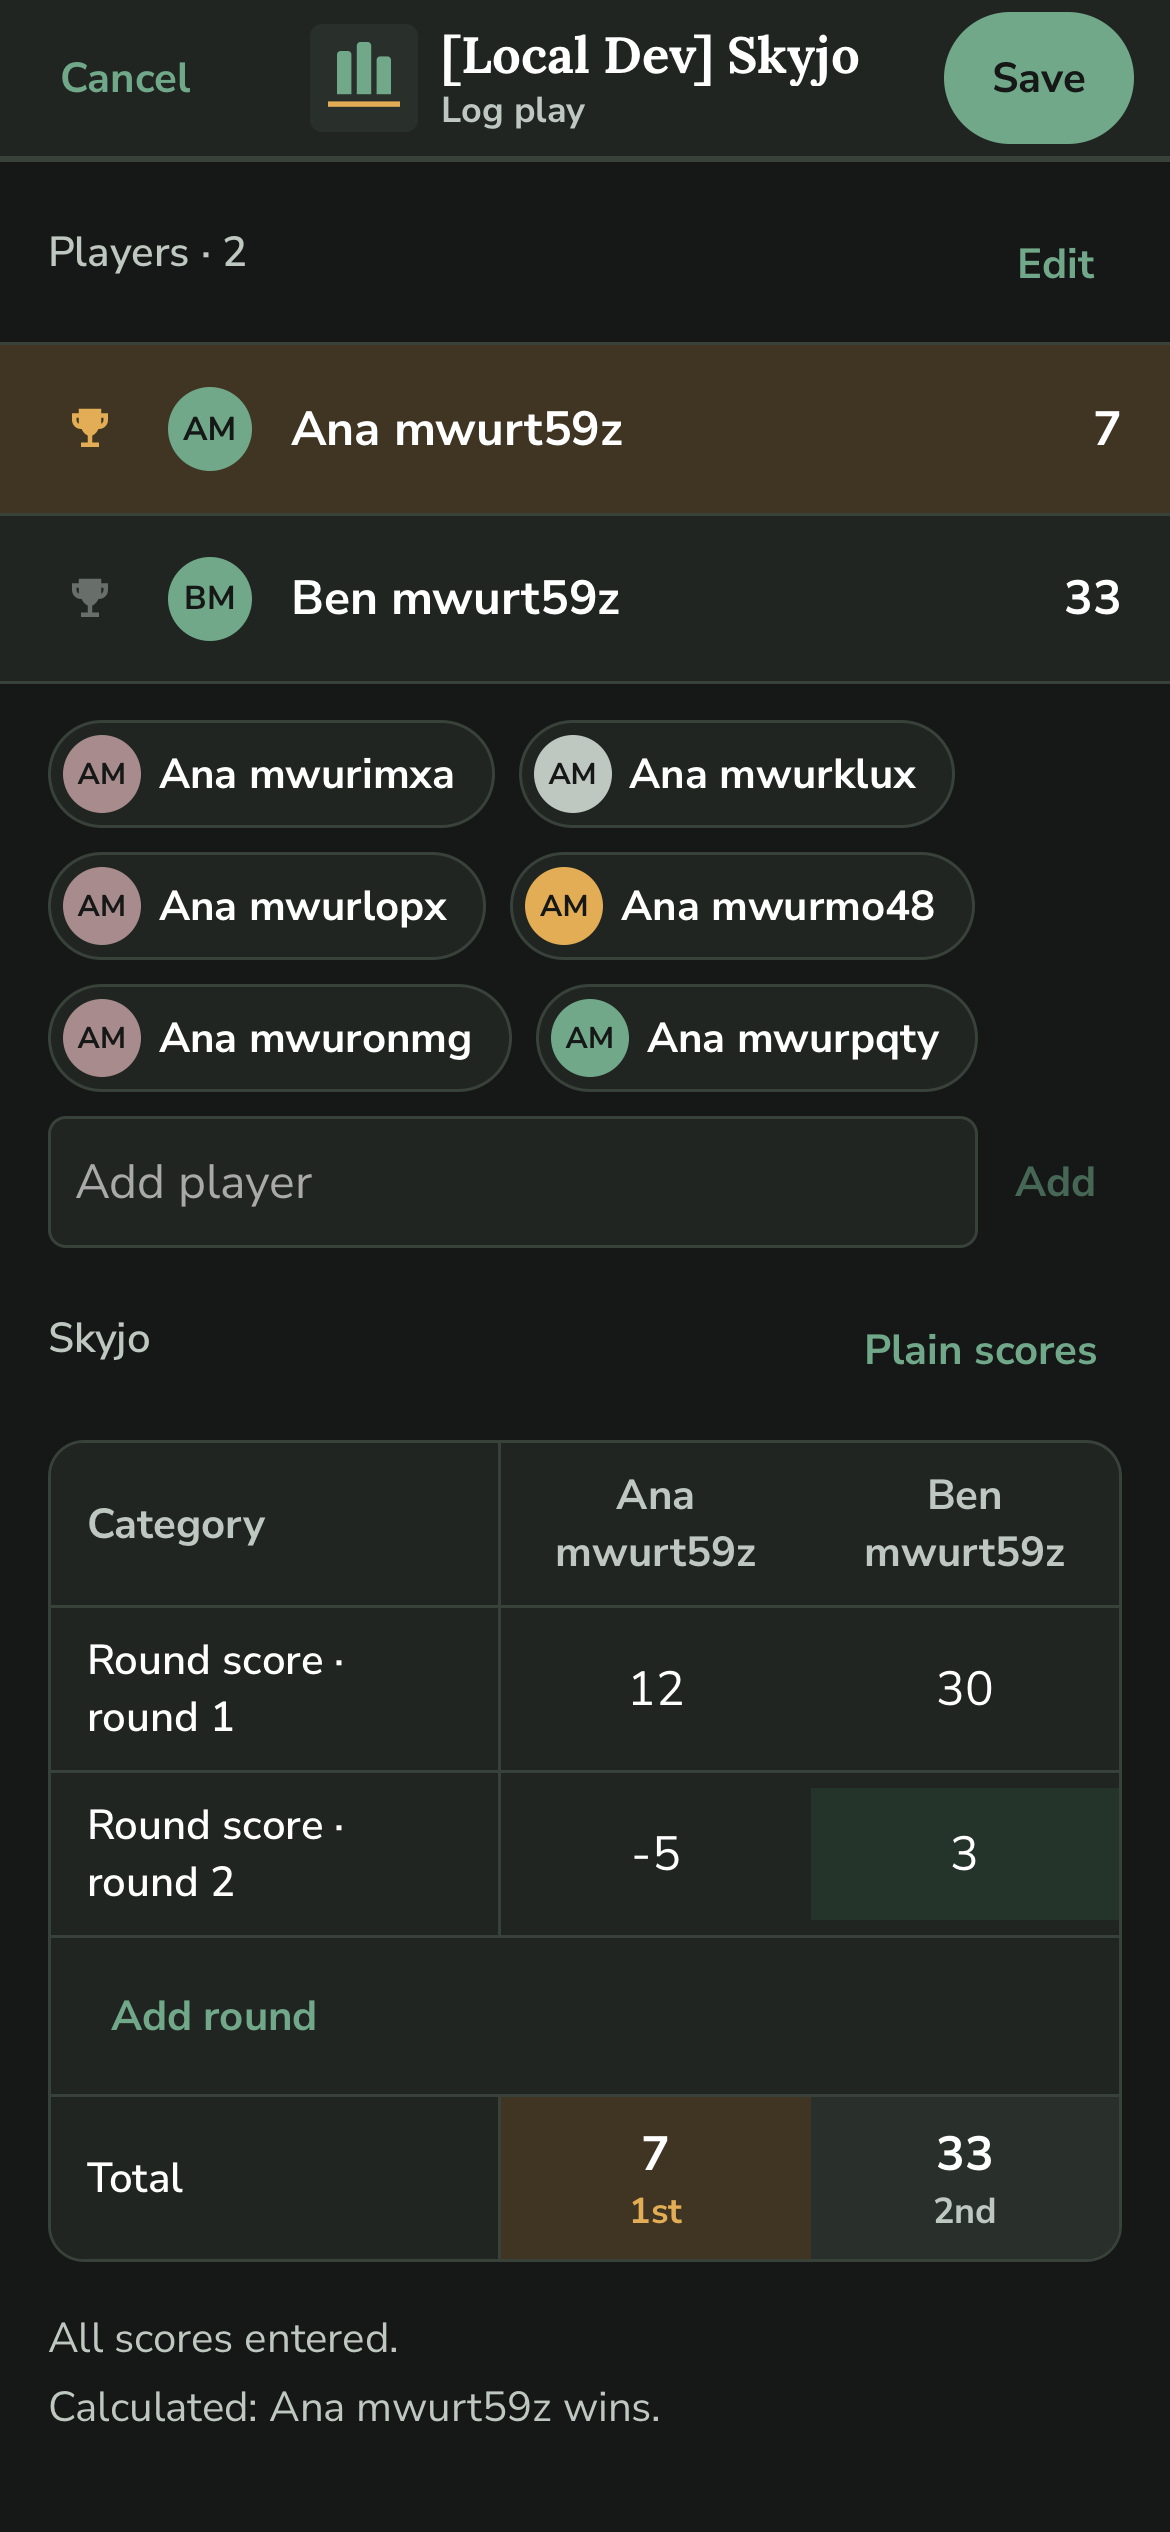 Cancel
[Local Dev] Skyjo
Log play
Save
Players · 2
Edit
AM
Ana mwurt59z
7
BM
Ben mwurt59z
33
AM
Ana mwurimxa
AM
Ana mwurklux
AM
Ana mwurlopx
AM
Ana mwurmo48
AM
Ana mwuronmg
AM
Ana mwurpqty
Add player
Add
Skyjo
Plain scores
Category
Ana
mwurt59z
Ben
mwurt59z
Round score ·
round 1
12
30
Round score ·
round 2
-5
3
Add round
Total
7
1st
33
2nd
All scores entered.
Calculated: Ana mwurt59z wins.